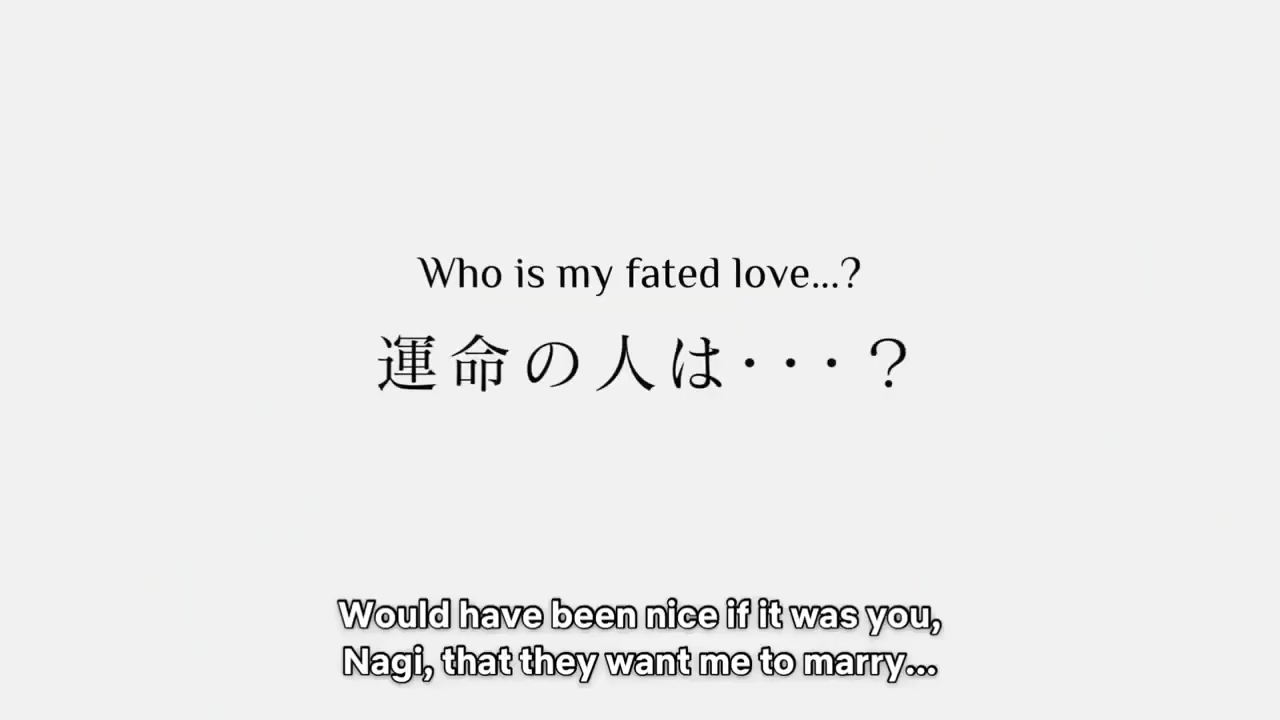 Who is my fated love...?
運命の人は・・・？
Would have been nice if it was you,
Nagi, that they want me to marry...